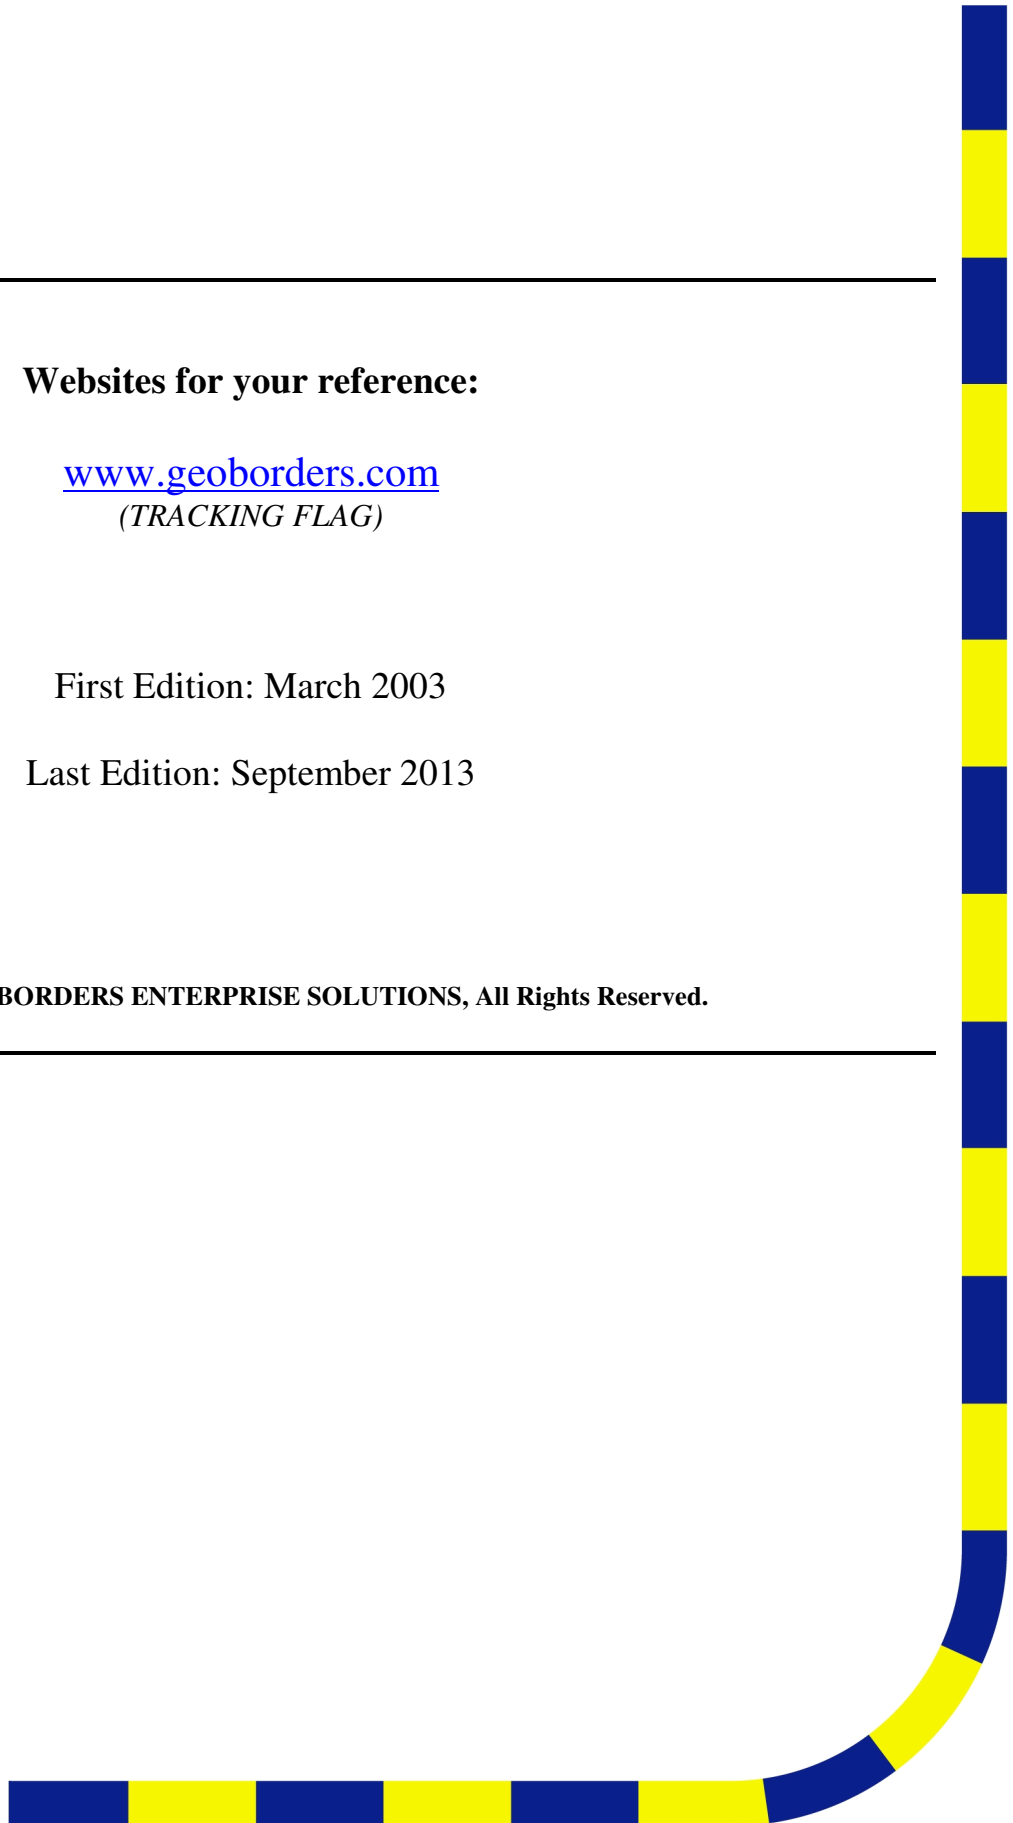 Websites for your reference:
www.geoborders.com
(TRACKING FLAG)
First Edition: March 2003
Last Edition: September 2013
BORDERS ENTERPRISE SOLUTIONS, All Rights Reserved.